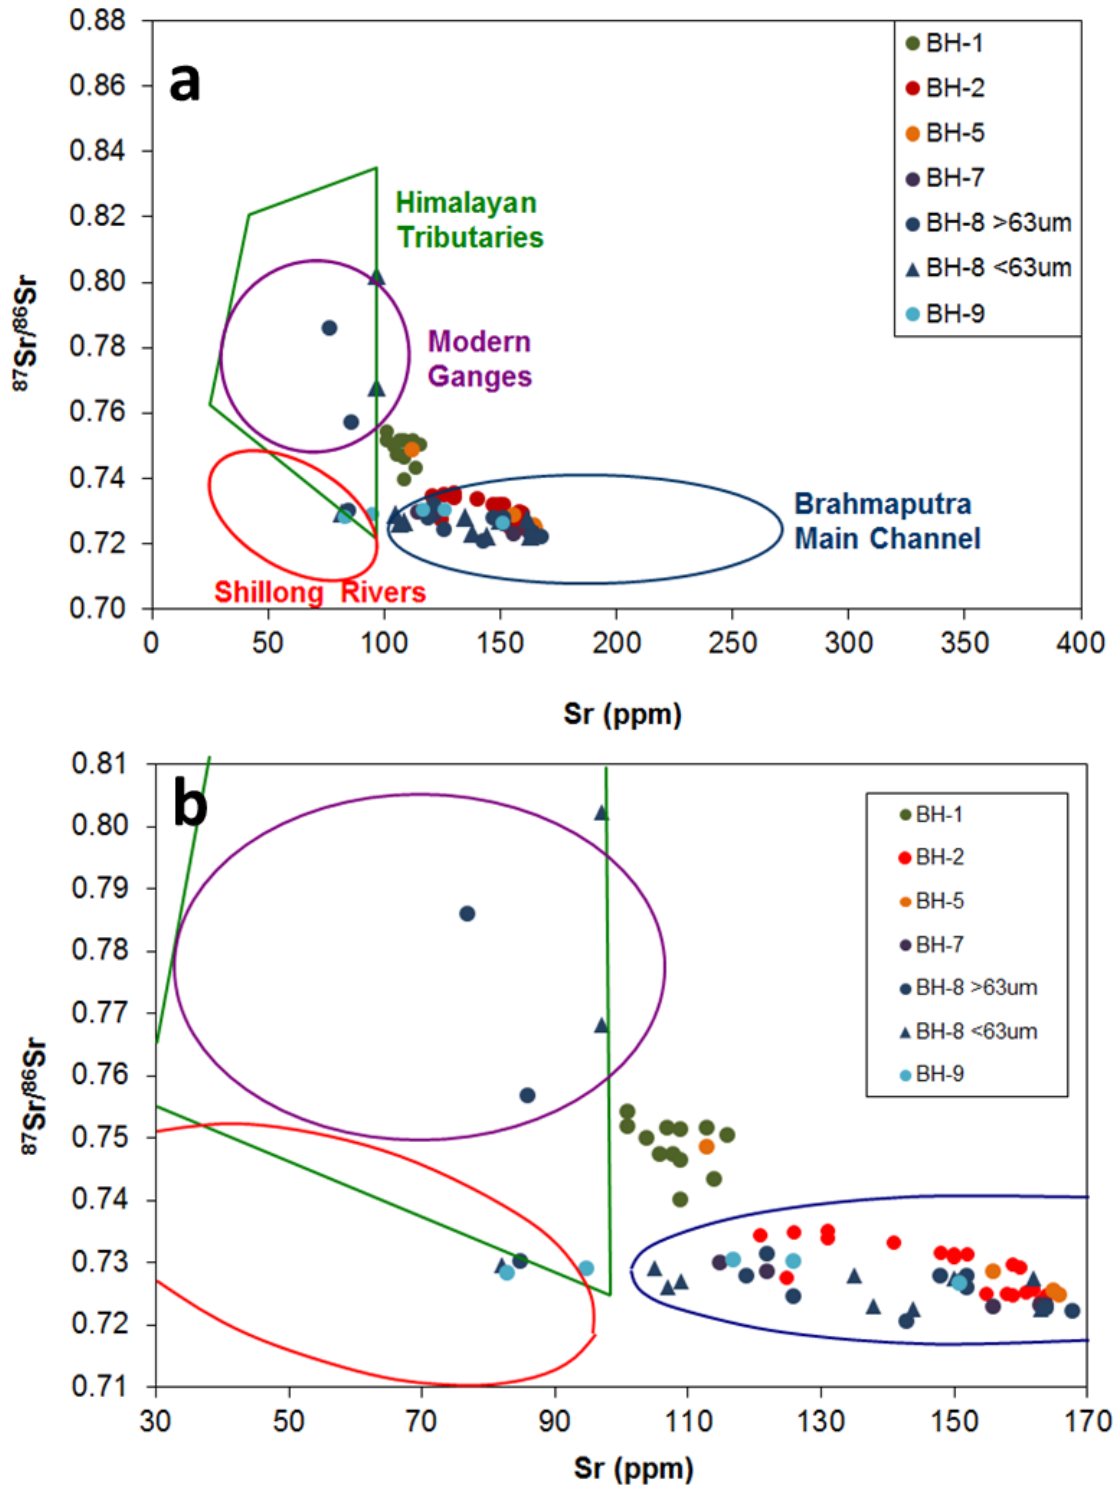 a
0.88
0.86
0.84
0.82
0.80
0.78
0.76
0.74
0.72
0.70
87Sr/86Sr
BH-1
BH-2
BH-5
BH-7
BH-8 >63um
BH-8 <63um
BH-9
Himalayan
Tributaries
Modern
Ganges
Brahmaputra
Main Channel
Shillong Rivers
0 50 100 150 200 250 300 350 400
Sr (ppm)
b
0.81
0.80
0.79
0.78
0.77
0.76
0.75
0.74
0.73
0.72
0.71
87Sr/86Sr
BH-1
BH-2
BH-5
BH-7
BH-8 >63um
BH-8 <63um
BH-9
30 50 70 90 110 130 150 170
Sr (ppm)